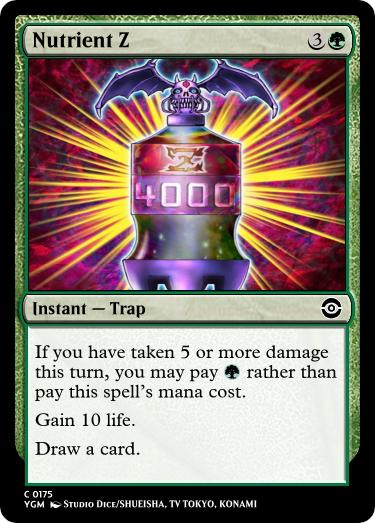 Nutrient Z
3
Z
4000
Instant — Trap
If you have taken 5 or more damage
this turn, you may pay rather than
pay this spell's mana cost.
Gain 10 life.
Draw a card.
C 0175
YGM Studio Dice/SHUEISHA, TV TOKYO, KONAMI